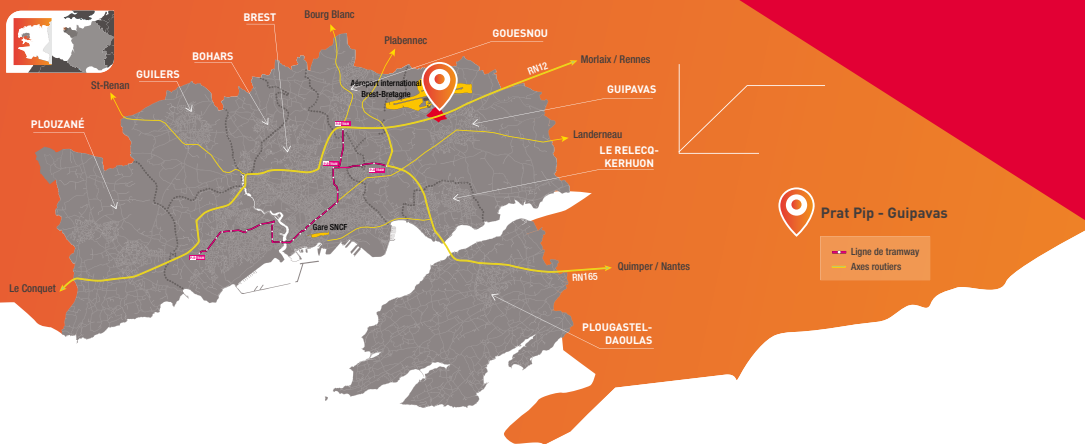 BREST
Bourg Blanc
Plabennec
GOUESNOU
BOHARS
GUILERS
St-Renan
PLOUZANÉ
Aéroport international
Brest-Bretagne
RN12
Morlaix / Rennes
GUIPAVAS
Landerneau
LE RELECQ-
KERHUON
Gare SNCF
Le Conquet
Quimper / Nantes
RN165
PLOUGASTEL-
DAOULAS
Prat Pip - Guipavas
Ligne de tramway
Axes routiers